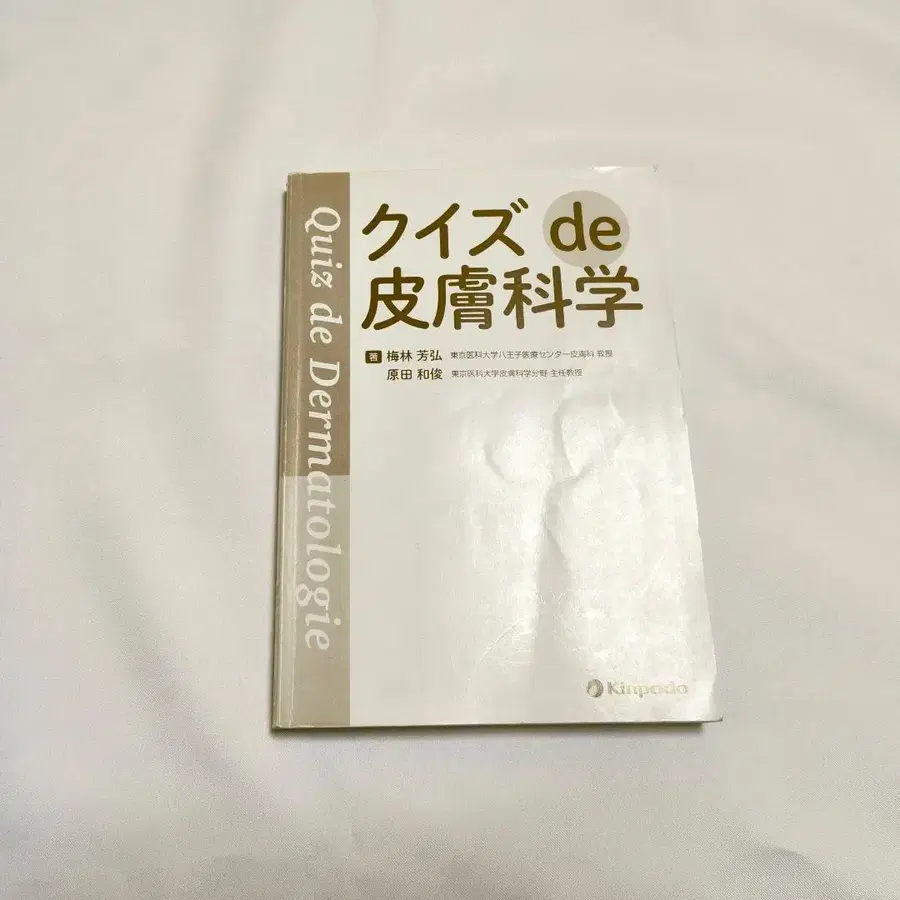 クイズ de
皮膚科学
著 梅林 芳弘 東京医科大学八王子医療センター皮膚科 教授
原田 和俊 東京医科大学皮膚科学分野 主任教授
Quiz de Dermatologie
Kinpodo